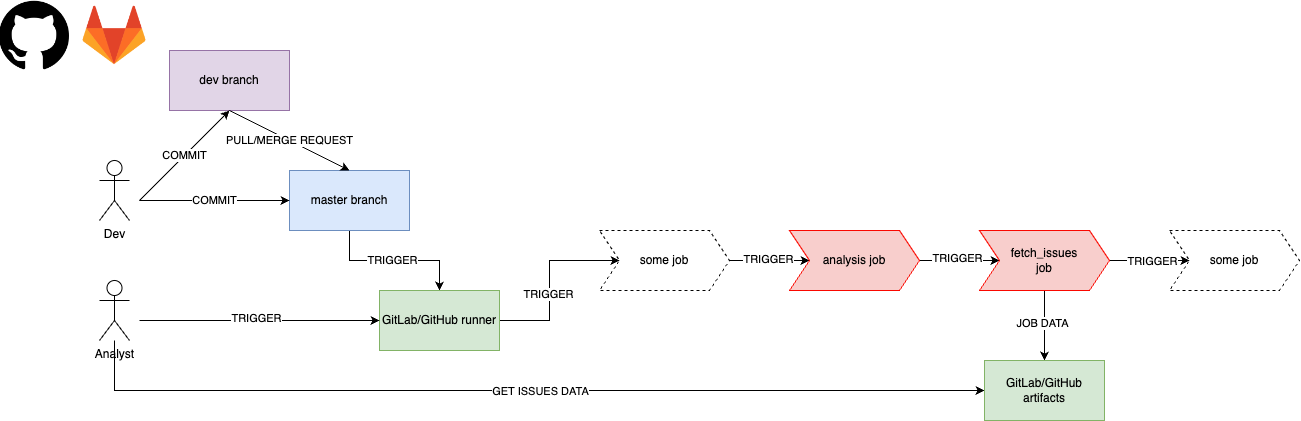 dev branch
PULL/MERGE REQUEST
COMMIT
COMMIT
master branch
Dev
TRIGGER
some job
TRIGGER
analysis job
TRIGGER
fetch_issues
job
TRIGGER
some job
TRIGGER
TRIGGER
GitLab/GitHub runner
JOB DATA
Analyst
GET ISSUES DATA
GitLab/GitHub
artifacts